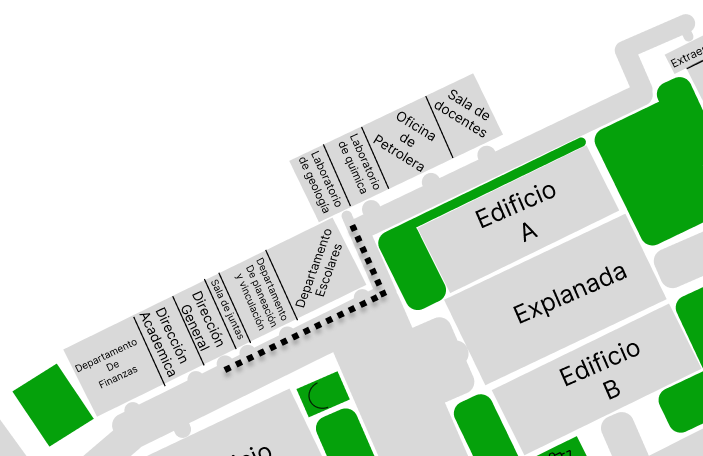 Extrae
Sala de
docentes
Oficina
de
Petrolera
Laboratorio
de química
Laboratorio
de geología
Departamento
Escolares
Departamento
De planeación
y vinculación
Sala de juntas
Dirección
General
Dirección
Academica
Departamento
De
Finanzas
Edificio
A
Explanada
Edificio
B